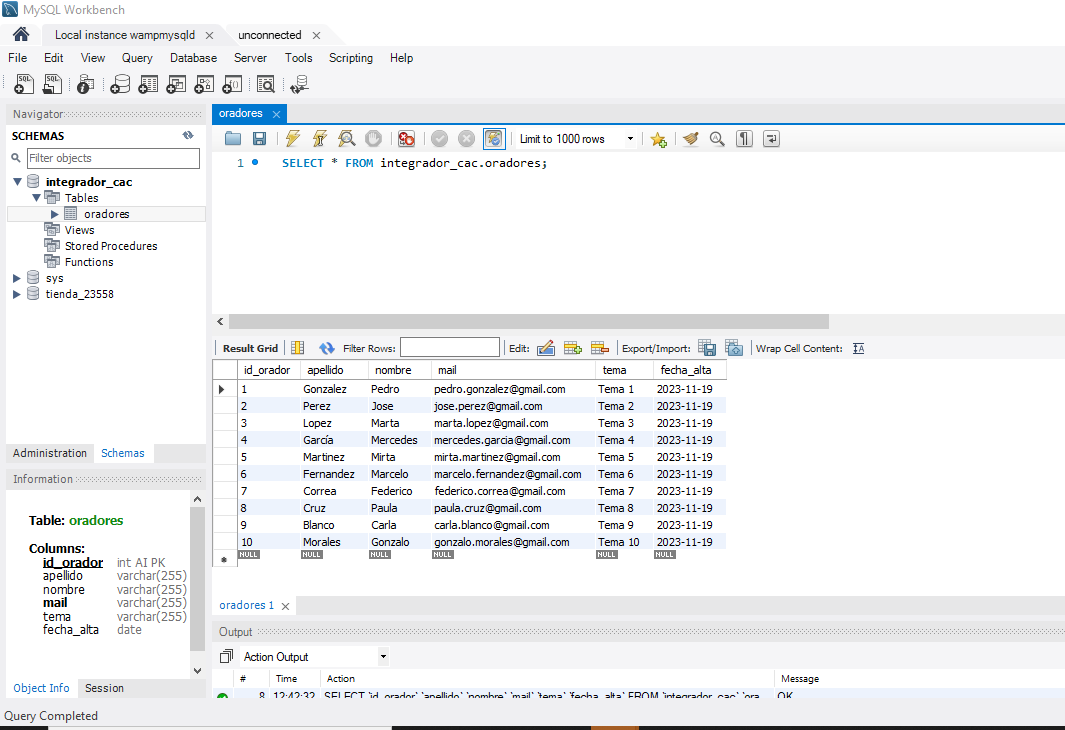 MySQL Workbench
Local instance wampmysqld unconnected
File Edit View Query Database Server Tools Scripting Help
Navigator
SCHEMAS
Filter objects
integrador_cac
Tables
oradores
Views
Stored Procedures
Functions
sys
tienda_23558
Administration Schemas
Information
Table: oradores
Columns:
id_orador int AI PK
apellido varchar(255)
nombre varchar(255)
mail varchar(255)
tema varchar(255)
fecha_alta date
Object Info Session
oradores
Limit to 1000 rows
1 SELECT * FROM integrador_cac.oradores;
Result Grid Filter Rows: Edit: Export/Import: Wrap Cell Content:
id_orador apellido nombre mail tema fecha_alta
1 Gonzalez Pedro pedro.gonzalez@gmail.com Tema 1 2023-11-19
2 Perez Jose jose.perez@gmail.com Tema 2 2023-11-19
3 Lopez Marta marta.lopez@gmail.com Tema 3 2023-11-19
4 García Mercedes mercedes.garcia@gmail.com Tema 4 2023-11-19
5 Martinez Mirta mirta.martinez@gmail.com Tema 5 2023-11-19
6 Fernandez Marcelo marcelo.fernandez@gmail.com Tema 6 2023-11-19
7 Correa Federico federico.correa@gmail.com Tema 7 2023-11-19
8 Cruz Paula paula.cruz@gmail.com Tema 8 2023-11-19
9 Blanco Carla carla.blanco@gmail.com Tema 9 2023-11-19
10 Morales Gonzalo gonzalo.morales@gmail.com Tema 10 2023-11-19
NULL NULL NULL NULL NULL NULL
oradores 1
Output
Action Output
# Time Action Message
8 12:42:32 SELECT `id_orador`,`apellido`,`nombre`,`mail`,`tema`,`fecha_alta` FROM `integrador_cac`.`ora... OK
Query Completed